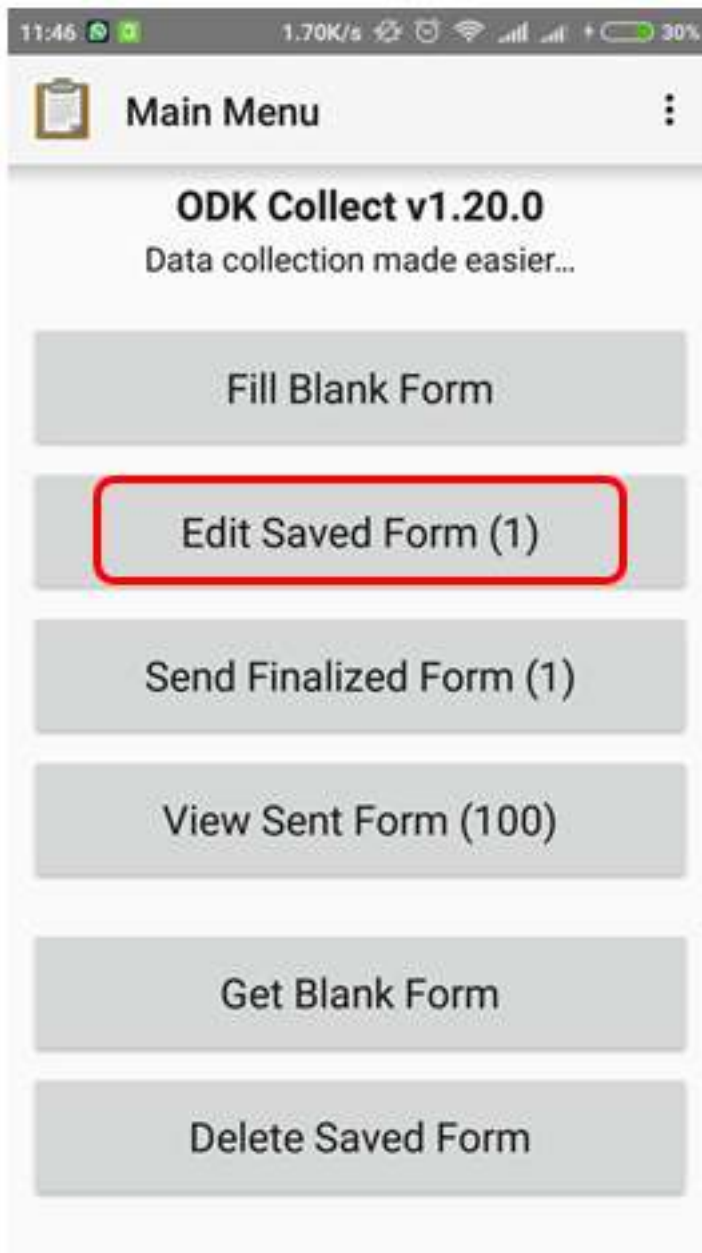 11:46 1.70K/s 30%
Main Menu
ODK Collect v1.20.0
Data collection made easier...
Fill Blank Form
Edit Saved Form (1)
Send Finalized Form (1)
View Sent Form (100)
Get Blank Form
Delete Saved Form